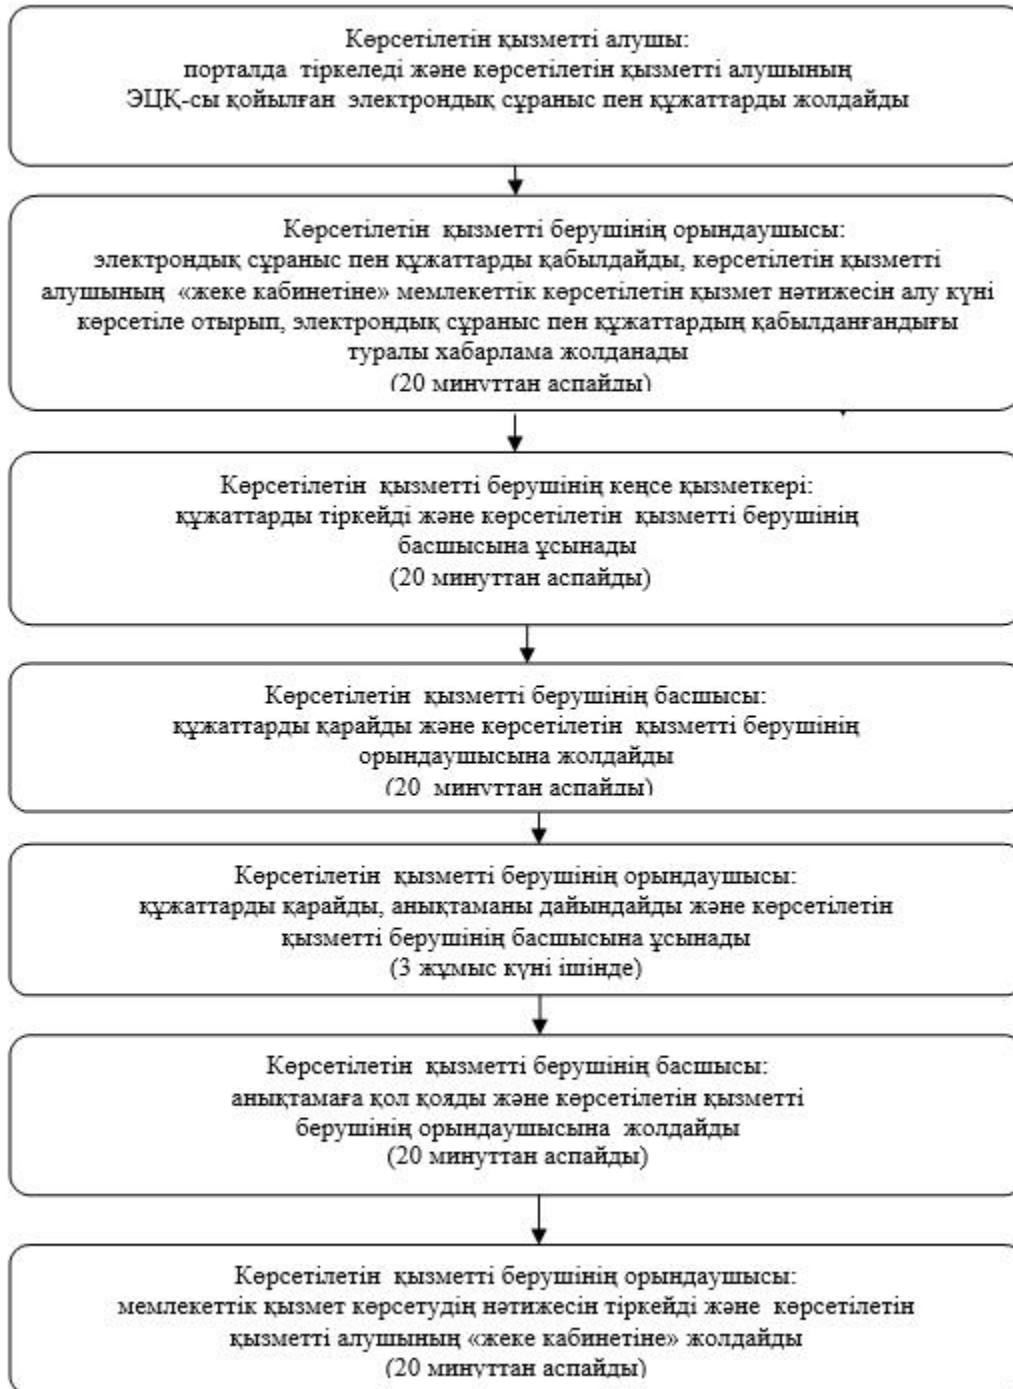 Көрсетілетін қызметті алушы:
порталда тіркеледі және көрсетілетін қызметті алушының
ЭЦҚ-сы қойылған электрондық сұраныс пен құжаттарды жолдайды
Көрсетілетін қызметті берушінің орындаушысы:
электрондық сұраныс пен құжаттарды қабылдайды, көрсетілетін қызметті
алушының «жеке кабинетіне» мемлекеттік көрсетілетін қызмет нәтижесін алу күні
көрсетіле отырып, электрондық сұраныс пен құжаттардың қабылданғандығы
туралы хабарлама жолданады
(20 минуттан аспайды)
Көрсетілетін қызметті берушінің кеңсе қызметкері:
құжаттарды тіркейді және көрсетілетін қызметті берушінің
басшысына ұсынады
(20 минуттан аспайды)
Көрсетілетін қызметті берушінің басшысы:
құжаттарды қарайды және көрсетілетін қызметті берушінің
орындаушысына жолдайды
(20 минуттан аспайды)
Көрсетілетін қызметті берушінің орындаушысы:
құжаттарды қарайды, анықтаманы дайындайды және көрсетілетін
қызметті берушінің басшысына ұсынады
(3 жұмыс күні ішінде)
Көрсетілетін қызметті берушінің басшысы:
анықтамаға қол қояды және көрсетілетін қызметті
берушінің орындаушысына жолдайды
(20 минуттан аспайды)
Көрсетілетін қызметті берушінің орындаушысы:
мемлекеттік қызмет көрсетудің нәтижесін тіркейді және көрсетілетін
қызметті алушының «жеке кабинетіне» жолдайды
(20 минуттан аспайды)